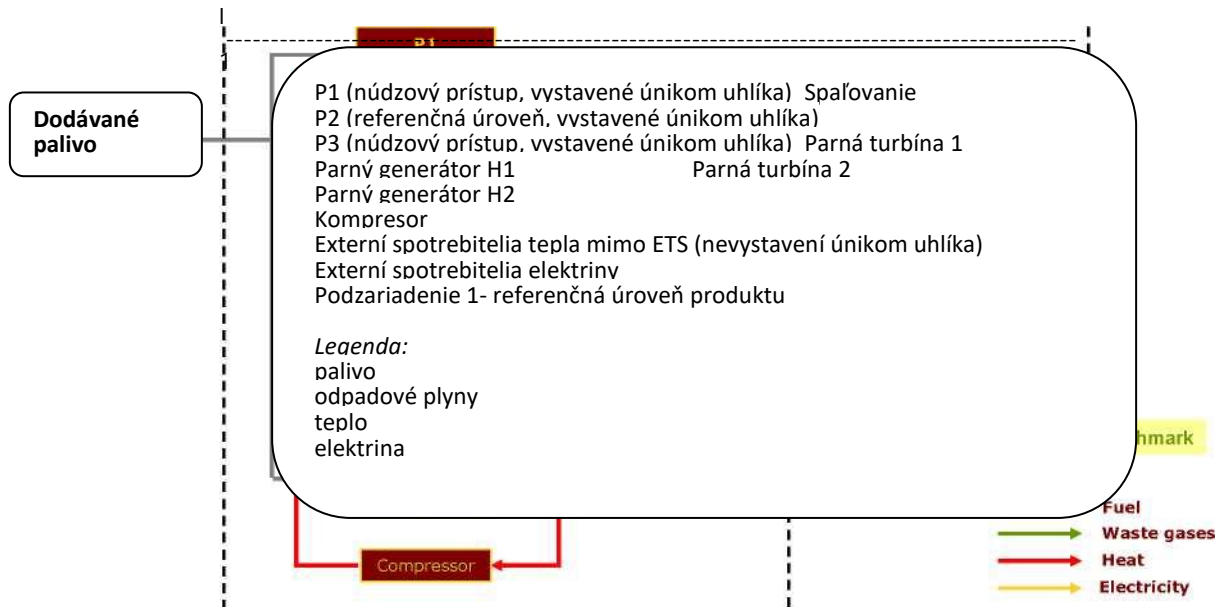 P1
Dodávané
palivo
P1 (núdzový prístup, vystavené únikom uhlíka) Spaľovanie
P2 (referenčná úroveň, vystavené únikom uhlíka)
P3 (núdzový prístup, vystavené únikom uhlíka) Parná turbína 1
Parný generátor H1 Parná turbína 2
Parný generátor H2
Kompresor
Externí spotrebitelia tepla mimo ETS (nevystavení únikom uhlíka)
Externí spotrebitelia elektriny
Podzariadenie 1- referenčná úroveň produktu
Legenda:
palivo
odpadové plyny
teplo
elektrina
hmark
Fuel
Waste gases
Heat
Electricity
Compressor